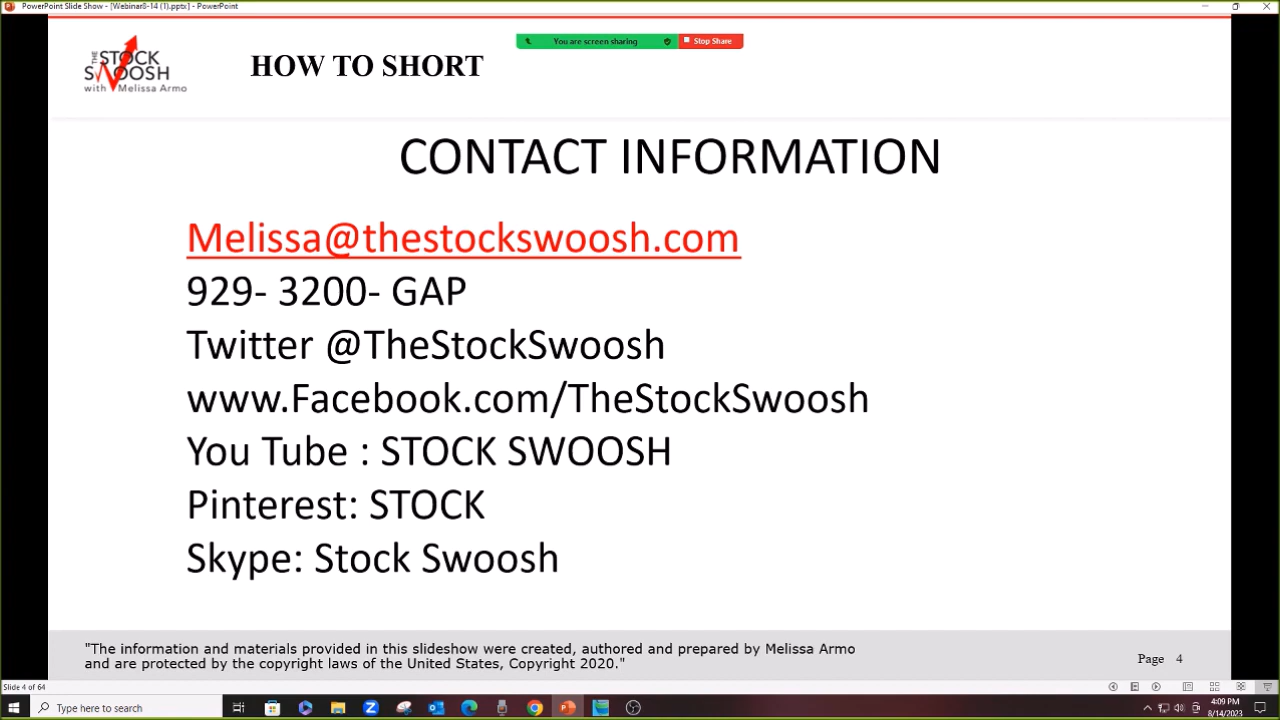 PowerPoint Slide Show - [Webinar8-14 (1).pptx] - PowerPoint
You are screen sharing
Stop Share
THE STOCK
SWOOSH
with Melissa Armo
HOW TO SHORT
CONTACT INFORMATION
Melissa@thestockswoosh.com
929- 3200- GAP
Twitter @TheStockSwoosh
www.Facebook.com/TheStockSwoosh
You Tube : STOCK SWOOSH
Pinterest: STOCK
Skype: Stock Swoosh
"The information and materials provided in this slideshow were created, authored and prepared by Melissa Armo
and are protected by the copyright laws of the United States, Copyright 2020."
Page 4
Slide 4 of 64
Type here to search
4:09 PM
8/14/2023